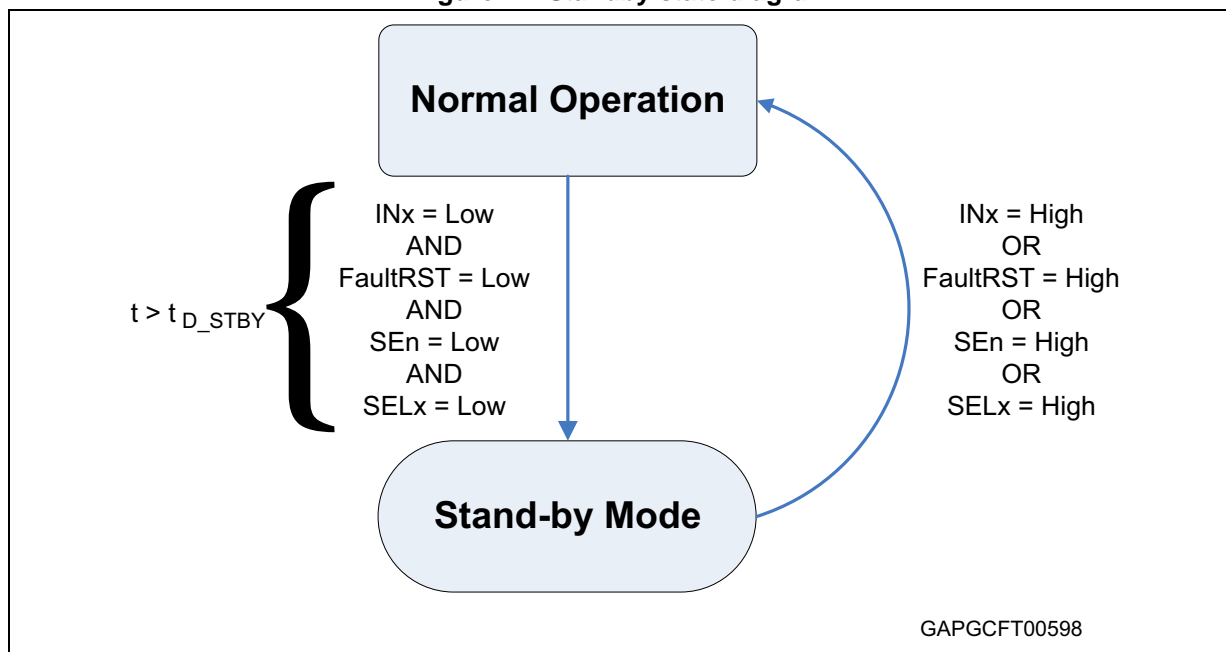 Normal Operation
INx = Low
AND
FaultRST = Low
AND
SEn = Low
AND
SELx = Low
t > t D_STBY
INx = High
OR
FaultRST = High
OR
SEn = High
OR
SELx = High
Stand-by Mode
GAPGCFT00598